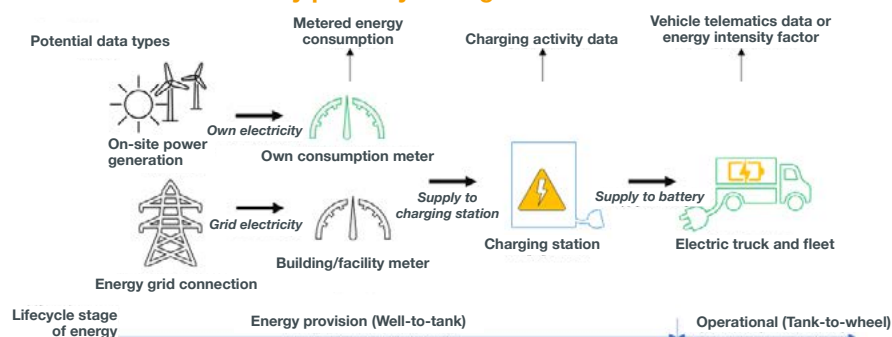 Metered energy
consumption
Potential data types
Charging activity data
Vehicle telematics data or
energy intensity factor
On-site power
generation
Own electricity
Own consumption meter
Grid electricity
Supply to
charging station
Supply to battery
Energy grid connection
Building/facility meter
Charging station
Electric truck and fleet
Lifecycle stage
of energy
Energy provision (Well-to-tank)
Operational (Tank-to-wheel)